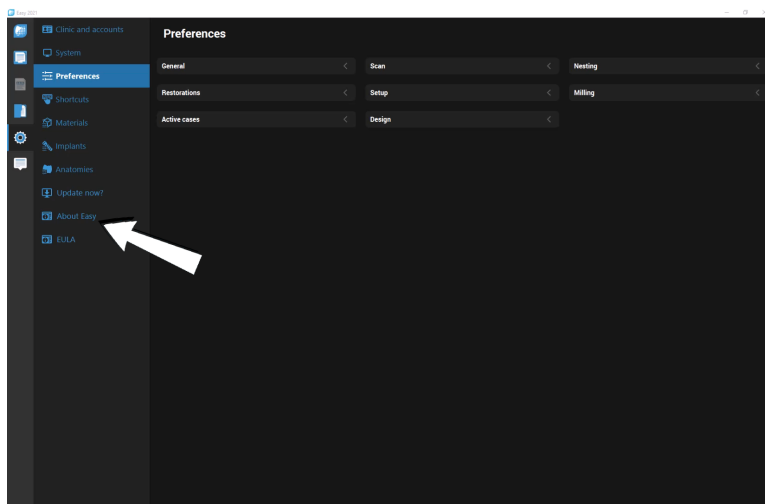 Easy 2021
Clinic and accounts
System
Preferences
Shortcuts
Materials
Implants
Anatomies
Update now?
About Easy
EULA
Preferences
General
Scan
Nesting
Restorations
Setup
Milling
Active cases
Design